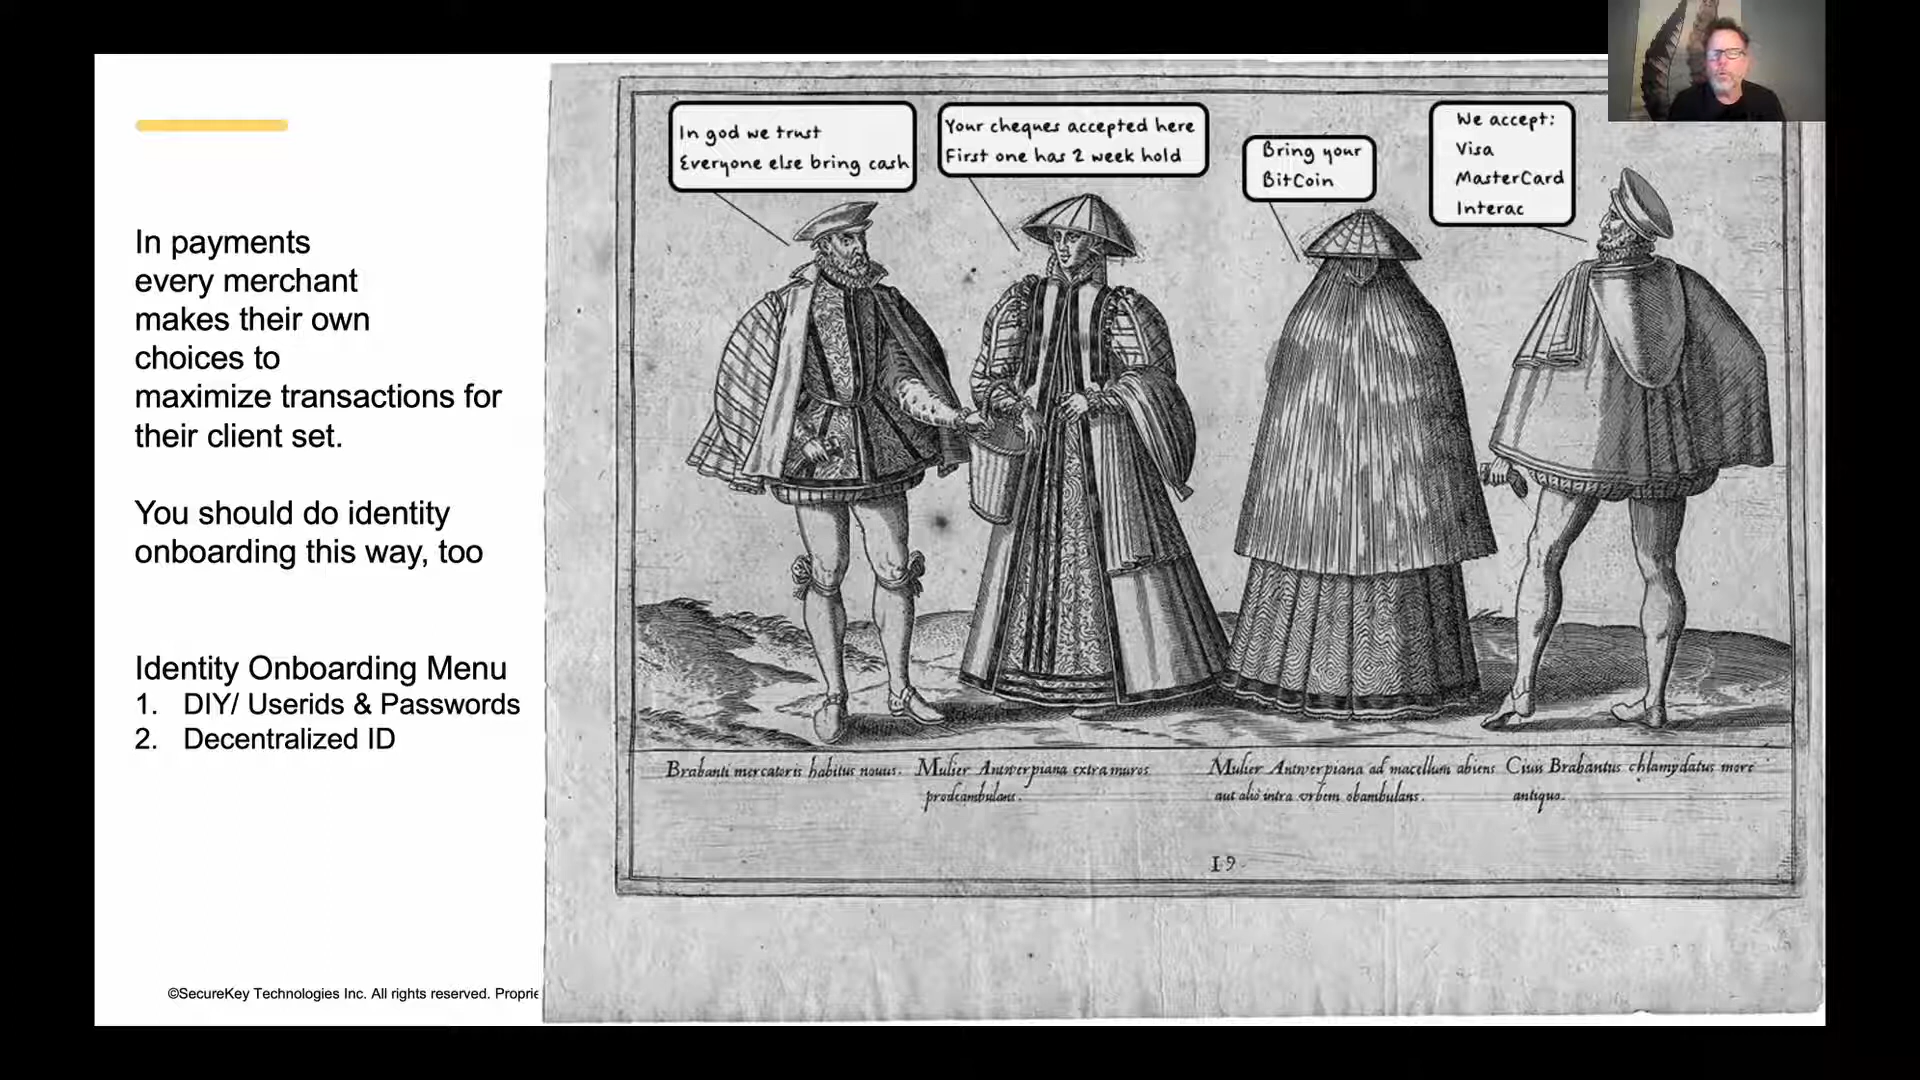 In payments
every merchant
makes their own
choices to
maximize transactions for
their client set.
You should do identity
onboarding this way, too
Identity Onboarding Menu
1. DIY/ Userids & Passwords
2. Decentralized ID
©SecureKey Technologies Inc. All rights reserved. Proprie
In god we trust
Everyone else bring cash
Your cheques accepted here
First one has 2 week hold
Bring your
BitCoin
We accept:
Visa
MasterCard
Interac
Brabanti mercatoris habitus nouus.
Mulier Antwerpiana extra muros
prodeambulans.
Mulier Antwerpiana ad macellum abiens
aut aliò intra vrbem obambulans.
Ciuis Brabantus chlamydatus more
antiquo.
19